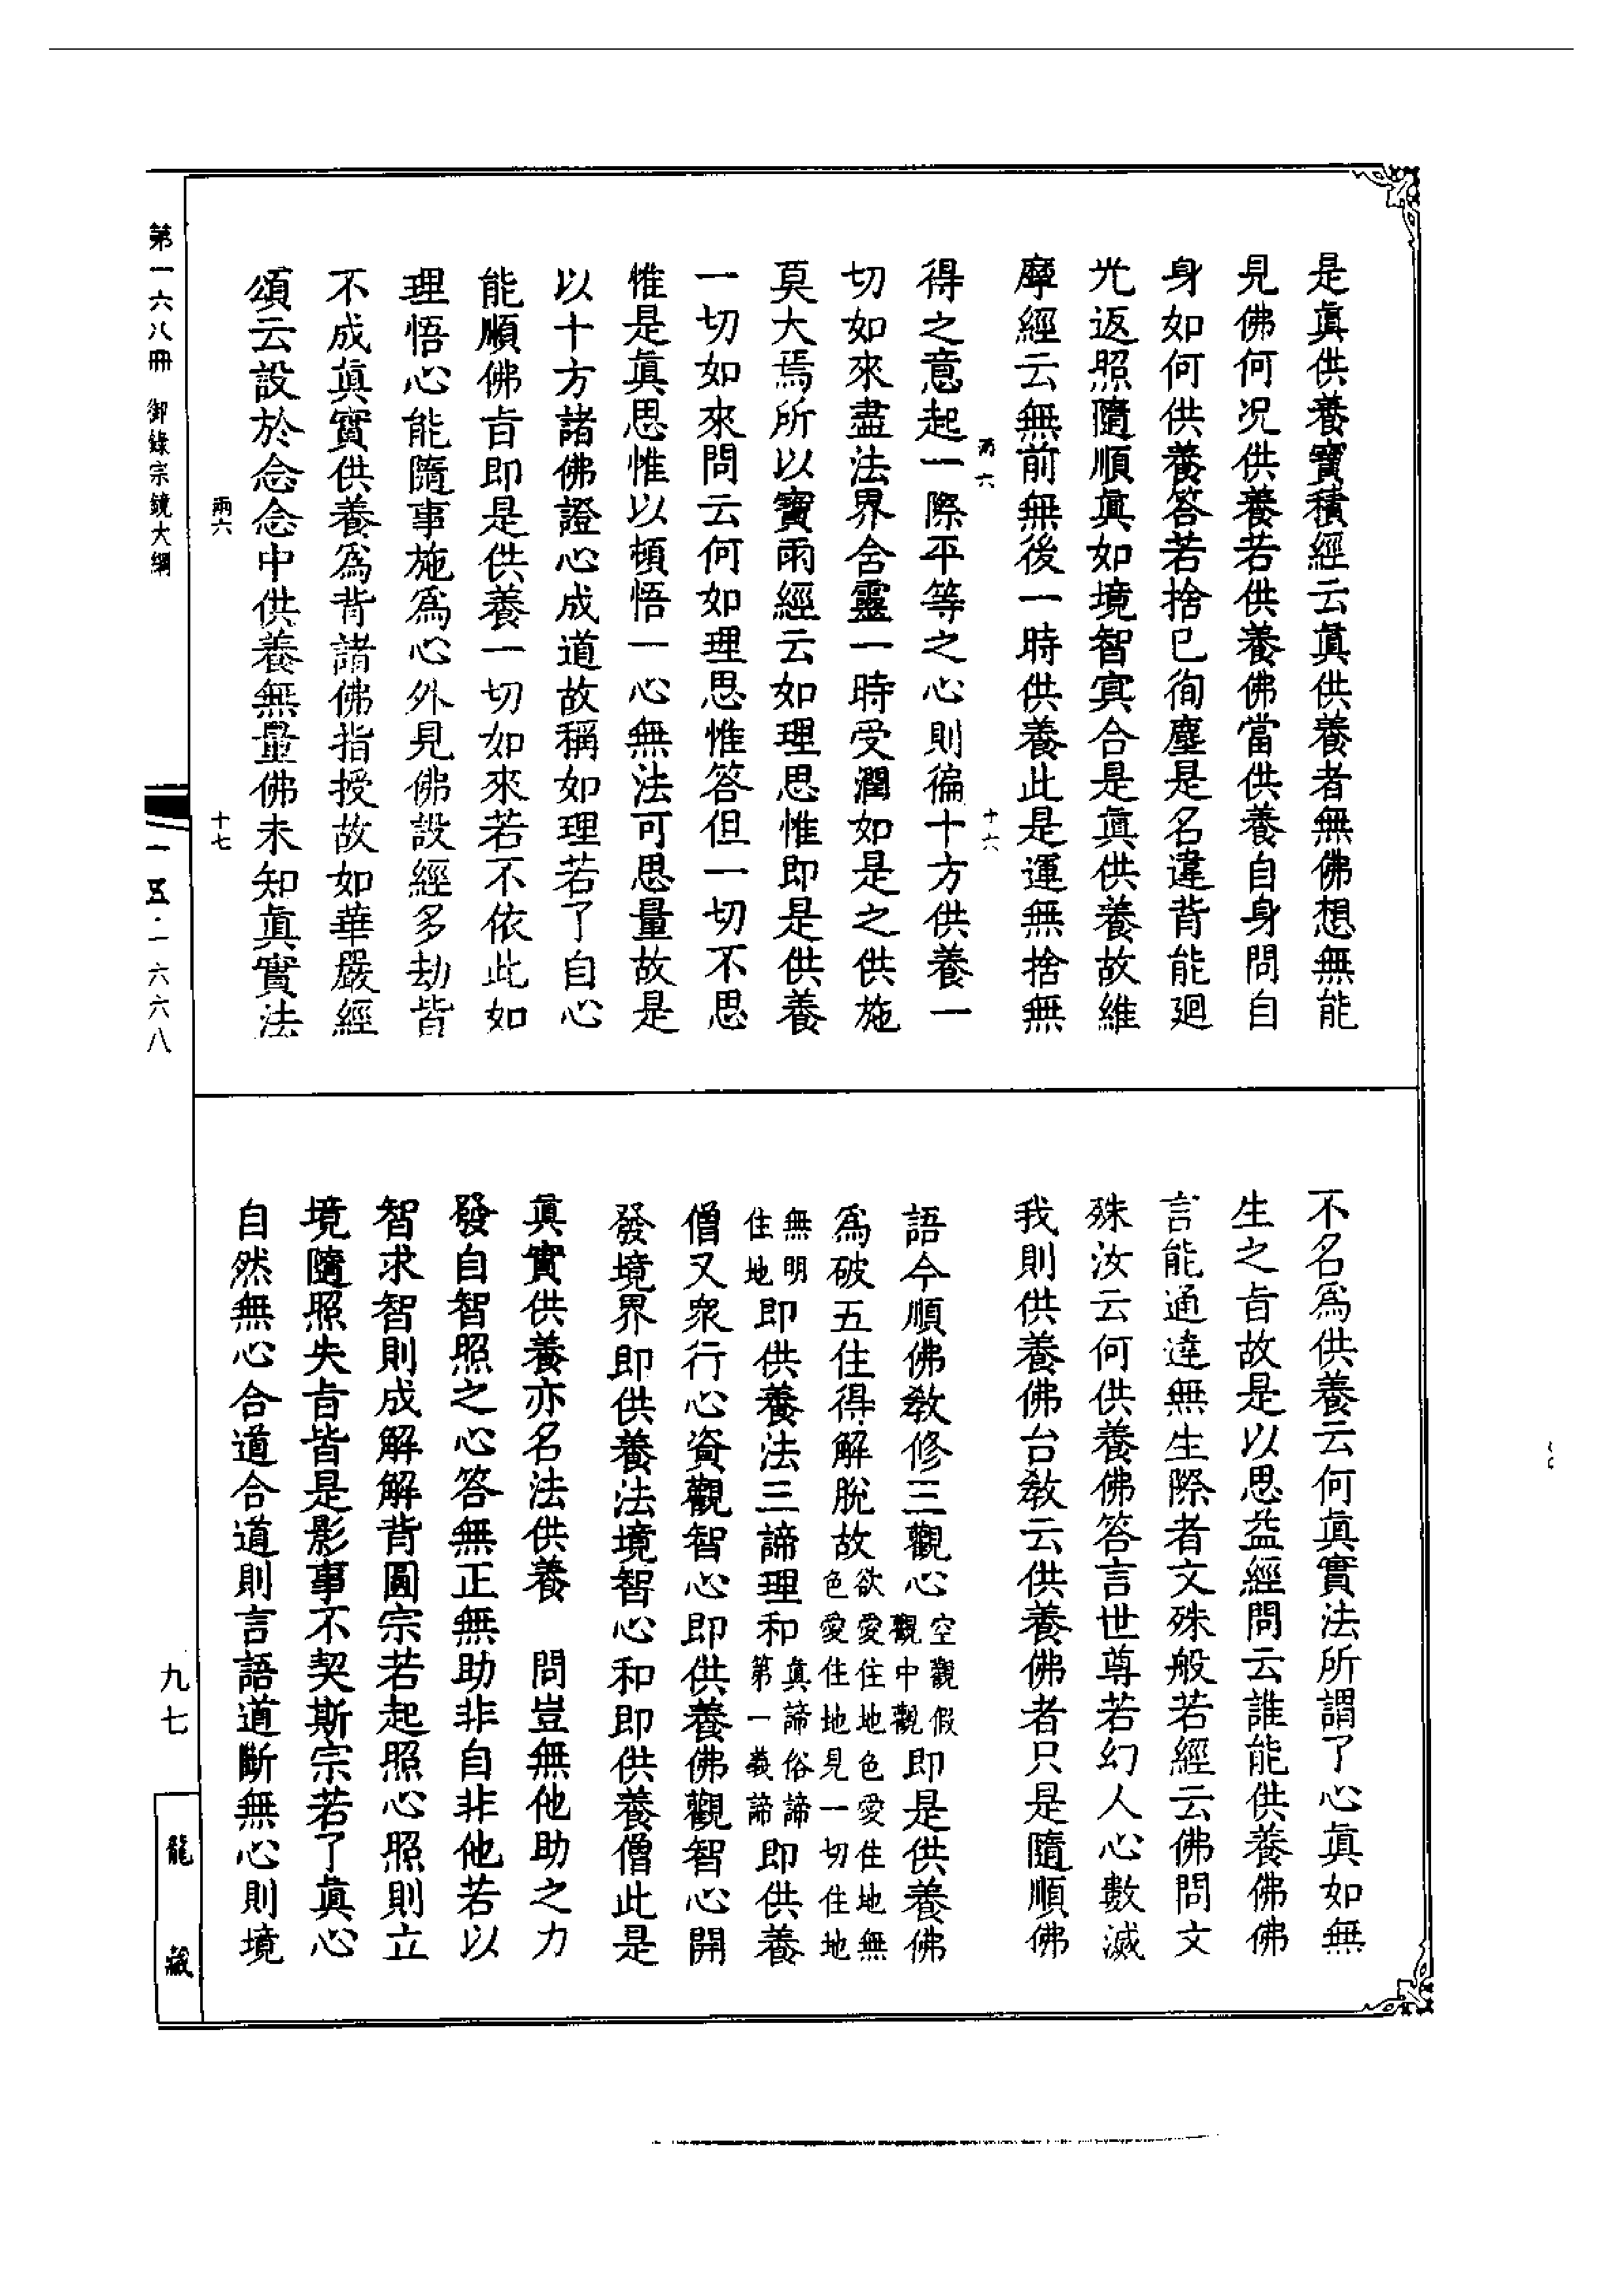 是眞供養寶積經云眞供養者無佛想無能
見佛何况供養若供養佛當供養自身問自
身如何供養答若捨已徇塵是名違背能廻
光返照隨順眞如境智冥合是眞供養故維
摩經云無前無後一時供養此是運無捨無
雨六 十六
得之意起一際平等之心則徧十方供養一
切如來盡法界含靈一時受潤如是之供施
莫大焉所以寶雨經云如理思惟即是供養
一切如來問云何如理思惟答但一切不思
惟是眞思惟以頓悟一心無法可思量故是
以十方諸佛證心成道故稱如理若了自心
能順佛旨即是供養一切如來若不依此如
理悟心能隨事施爲心外見佛設經多劫皆
不成眞實供養爲背諸佛指授故如華嚴經
頌云設於念念中供養無量佛未知眞實法
雨六 十七
不名爲供養云何眞實法所謂了心眞如無
生之旨故是以思益經問云誰能供養佛佛
言能通達無生際者文殊般若經云佛問文
殊汝云何供養佛答言世尊若幻人心數滅
我則供養佛台敎云供養佛者只是隨順佛
語今順佛敎修三觀心空觀假觀中觀即是供養佛
爲破五住得解脫故欲愛住地色愛住地無色愛住地見一切住地
無明住地即供養法三諦理和眞諦俗諦第一義諦即供養
僧又衆行心資觀智心即供養佛觀智心開
發境界即供養法境智心和即供養僧此是
眞實供養亦名法供養　問豈無他助之力
發自智照之心答無正無助非自非他若以
智求智則成解解背圓宗若起照心照則立
境隨照失旨皆是影事不契斯宗若了眞心
自然無心合道合道則言語道斷無心則境
第一六八冊 御錄宗鏡大綱
一五·一六六八
九七
龍藏